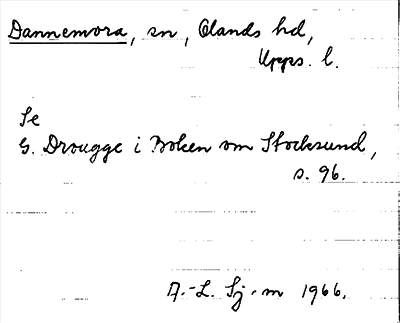 Dannemora, sn, Olands hd,
Upps. l.
Se
G. Drougge i Boken om Stocksund,
s. 96.
A.-L. Sj.-m 1966.